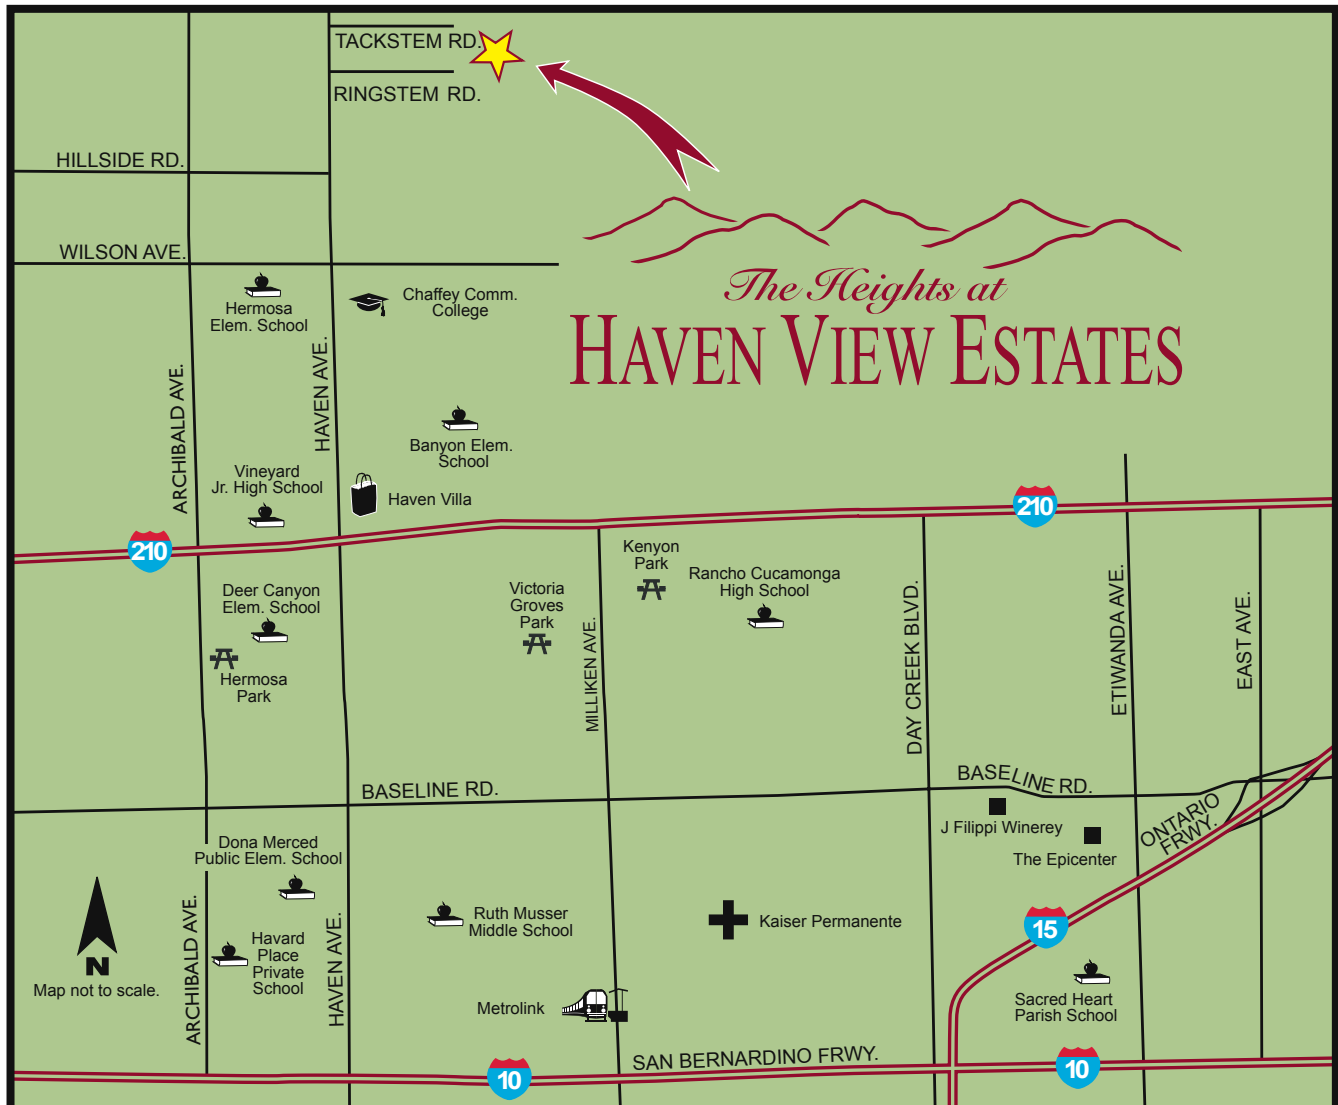 TACKSTEM RD.
RINGSTEM RD.
HILLSIDE RD.
WILSON AVE.
The Heights at
HAVEN VIEW ESTATES
Hermosa
Elem. School
Chaffey Comm.
College
ARCHIBALD AVE.
HAVEN AVE.
Banyon Elem.
School
Vineyard
Jr. High School
Haven Villa
210
210
Kenyon
Park
Rancho Cucamonga
High School
Deer Canyon
Elem. School
Victoria
Groves
Park
Hermosa
Park
MILLIKEN AVE.
DAY CREEK BLVD.
ETIWANDA AVE.
EAST AVE.
BASELINE RD.
BASELINE RD.
J Filippi Winerey
The Epicenter
ONTARIO
FRWY.
Dona Merced
Public Elem. School
ARCHIBALD AVE.
HAVEN AVE.
Ruth Musser
Middle School
Kaiser Permanente
15
Havard
Place
Private
School
N
Map not to scale.
Metrolink
Sacred Heart
Parish School
SAN BERNARDINO FRWY.
10
10